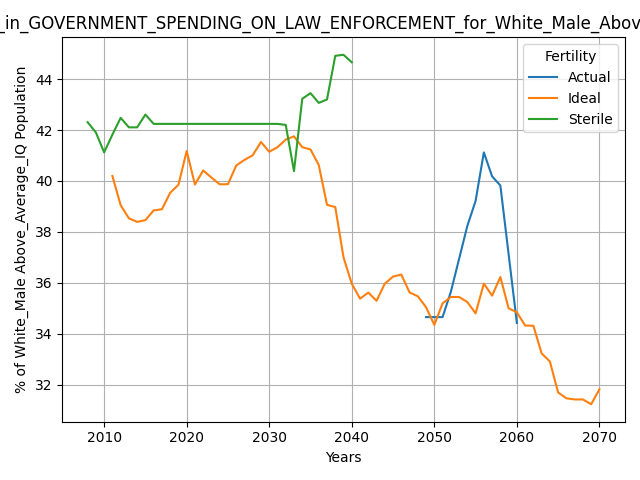 _in_GOVERNMENT_SPENDING_ON_LAW_ENFORCEMENT_for_White_Male_Abov
Fertility
Actual
Ideal
Sterile
% of White_Male Above_Average_IQ Population
44
42
40
38
36
34
32
2010 2020 2030 2040 2050 2060 2070
Years